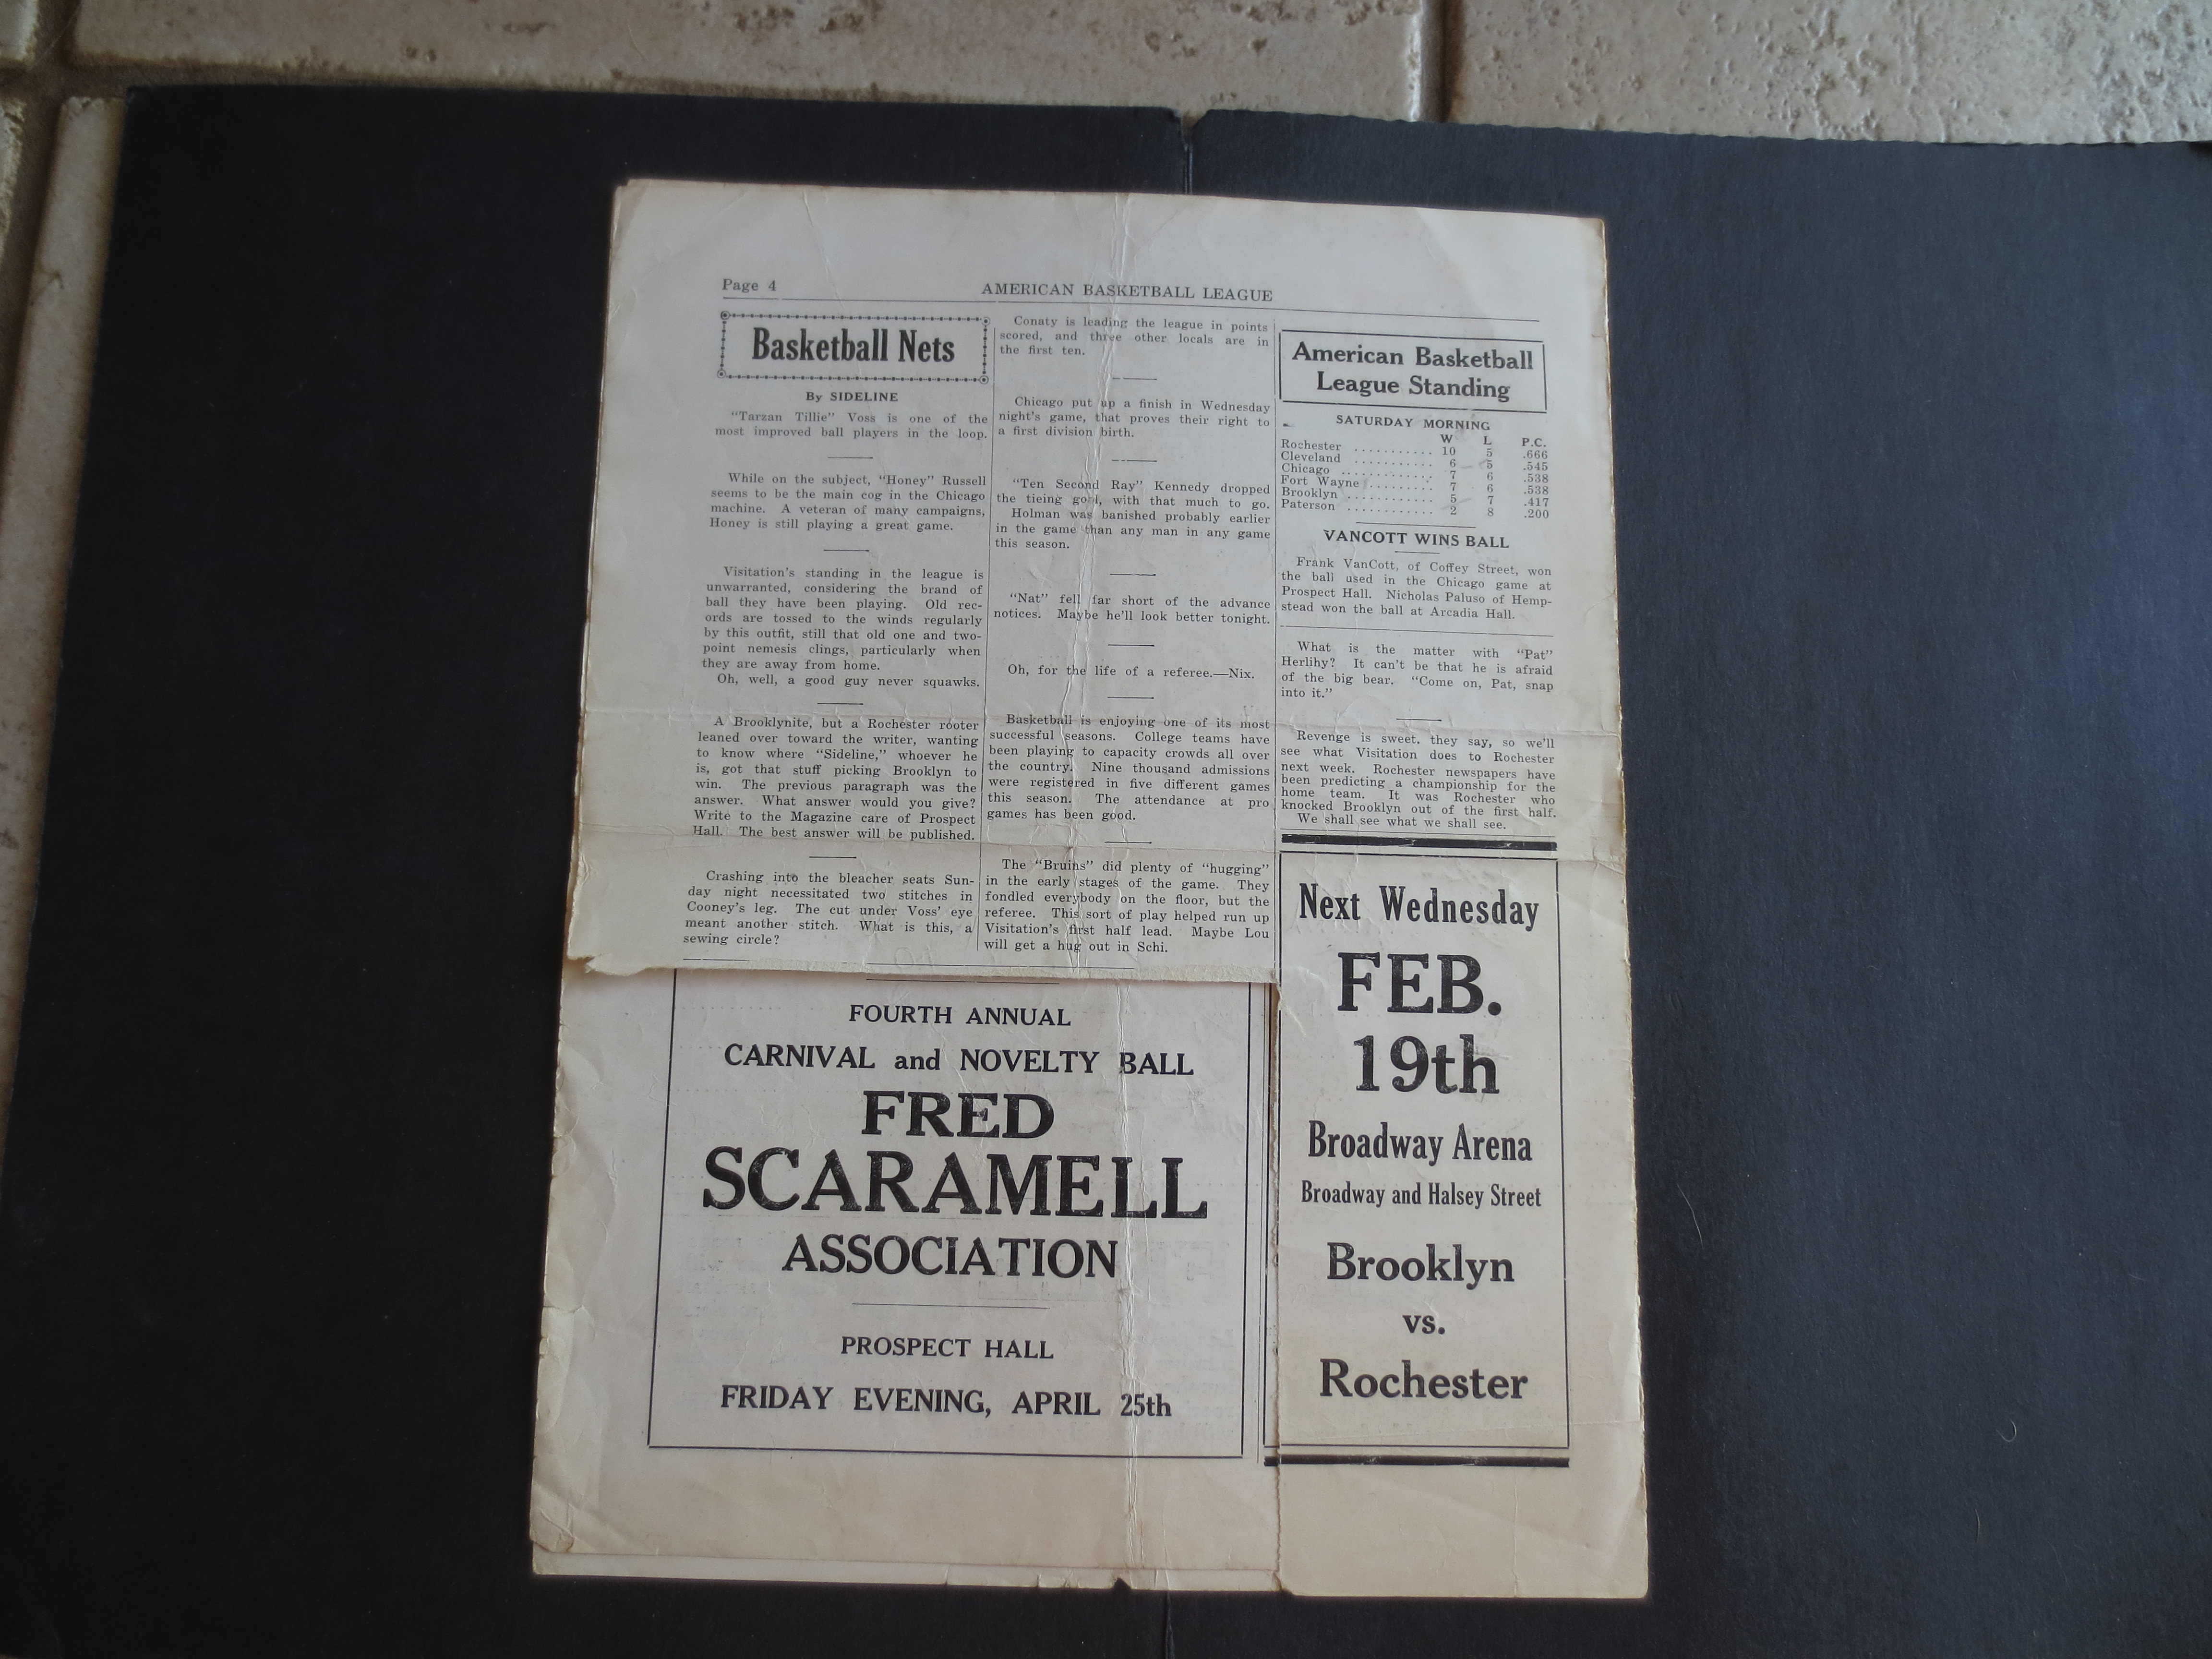 Page 4
AMERICAN BASKETBALL LEAGUE
Basketball Nets
By SIDELINE
"Tarzan Tillie" Voss is one of the
most improved ball players in the loop.
While on the subject, "Honey" Russell
seems to be the main cog in the Chicago
machine. A veteran of many campaigns,
Honey is still playing a great game.
Visitation's standing in the league is
unwarranted, considering the brand of
ball they have been playing. Old rec-
ords are tossed to the winds regularly
by this outfit, still that old one and two-
point nemesis clings, particularly when
they are away from home.
Oh, well, a good guy never squawks.
A Brooklynite, but a Rochester rooter
leaned over toward the writer, wanting
to know where "Sideline," whoever he
is, got that stuff picking Brooklyn to
win. The previous paragraph was the
answer. What answer would you give?
Write to the Magazine care of Prospect
Hall. The best answer will be published.
Crashing into the bleacher seats Sun-
day night necessitated two stitches in
Cooney's leg. The cut under Voss' eye
meant another stitch. What is this, a
sewing circle?
Conaty is leading the league in points
scored, and three other locals are in
the first ten.
Chicago put up a finish in Wednesday
night's game, that proves their right to
a first division birth.
"Ten Second Ray" Kennedy dropped
the tieing goal, with that much to go.
Holman was banished probably earlier
in the game than any man in any game
this season.
"Nat" fell far short of the advance
notices. Maybe he'll look better tonight.
Oh, for the life of a referee.—Nix.
Basketball is enjoying one of its most
successful seasons. College teams have
been playing to capacity crowds all over
the country. Nine thousand admissions
were registered in five different games
this season. The attendance at pro
games has been good.
The "Bruins" did plenty of "hugging"
in the early stages of the game. They
fondled everybody on the floor, but the
referee. This sort of play helped run up
Visitation's first half lead. Maybe Lou
will get a hug out in Schi.
American Basketball
League Standing
SATURDAY MORNING
W L P.C.
Rochester ........... 10 5 .666
Cleveland ........... 6 5 .545
Chicago ............. 7 6 .538
Fort Wayne ......... 7 6 .538
Brooklyn ............ 5 7 .417
Paterson ............ 2 8 .200
VANCOTT WINS BALL
Frank VanCott, of Coffey Street, won
the ball used in the Chicago game at
Prospect Hall. Nicholas Paluso of Hemp-
stead won the ball at Arcadia Hall.
What is the matter with "Pat"
Herlihy? It can't be that he is afraid
of the big bear. "Come on, Pat, snap
into it."
Revenge is sweet. they say, so we'll
see what Visitation does to Rochester
next week. Rochester newspapers have
been predicting a championship for the
home team. It was Rochester who
knocked Brooklyn out of the first half.
We shall see what we shall see.
FOURTH ANNUAL
CARNIVAL and NOVELTY BALL
FRED
SCARAMELL
ASSOCIATION
PROSPECT HALL
FRIDAY EVENING, APRIL 25th
Next Wednesday
FEB.
19th
Broadway Arena
Broadway and Halsey Street
Brooklyn
vs.
Rochester